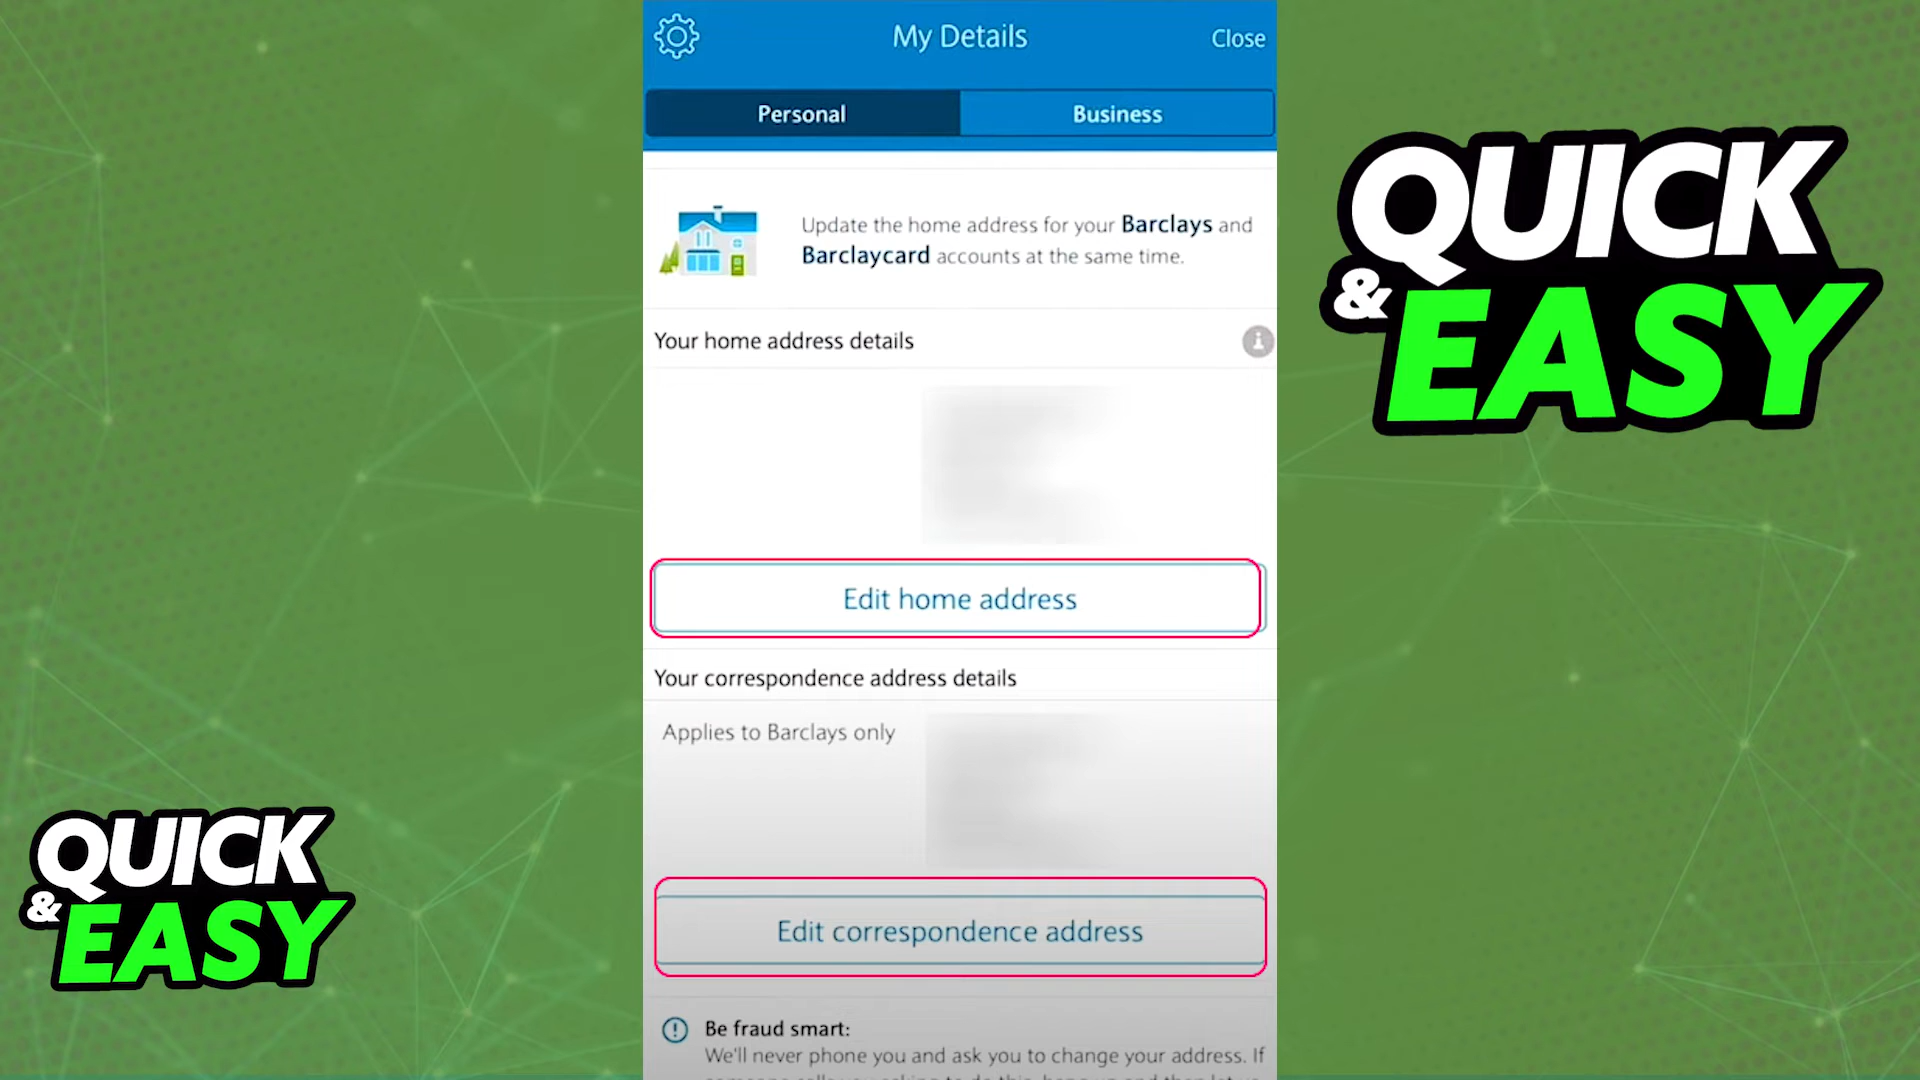 My Details
Close
Personal
Business
Update the home address for your Barclays and
Barclaycard accounts at the same time.
Your home address details
Edit home address
Your correspondence address details
Applies to Barclays only
Edit correspondence address
Be fraud smart:
We'll never phone you and ask you to change your address. If
QUICK
& EASY
QUICK
& EASY